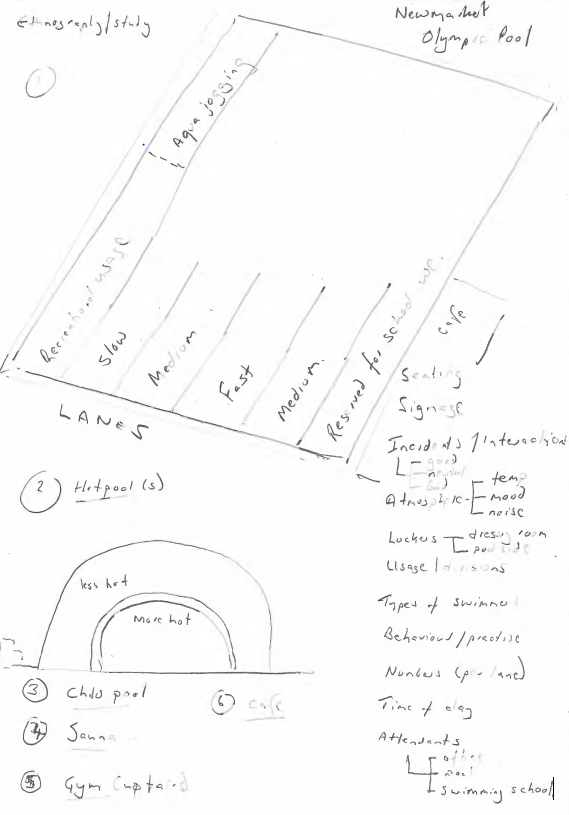 Ethnography/study
Newmarket
Olympic Pool
1
Aqua jogging
Recreational usage
Slow
Medium
Fast
Medium.
Reserved for school use.
cafe
LANES
Seating
Signage
Incidents / Interactions
good
neutral
bad
Atmospheric
temp
mood
noise
Lockers
dressing room
pool side
Usage / divisions
Types of swimmers
Behaviour/practise
Numbers (per lane)
Time of day
Attendants
office
pool
swimming school
2 Hotpool (s)
less hot
more hot
3 Child pool
6 Cafe
4 Sauna
5 Gym (uptairs)